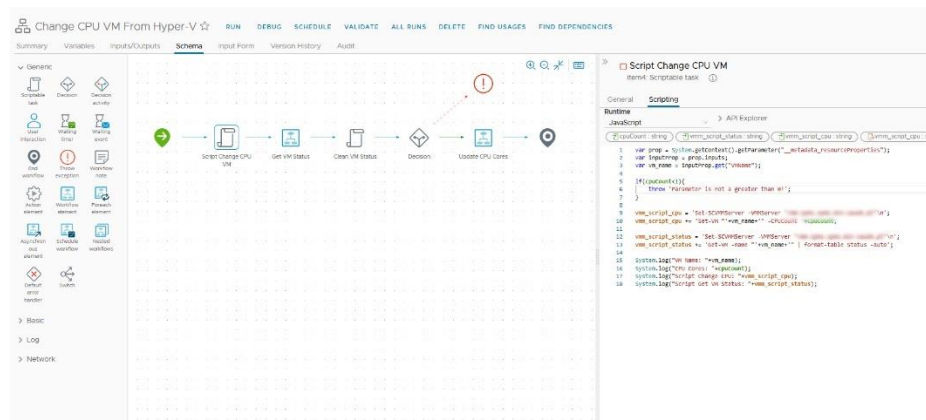 Change CPU VM From Hyper-V
RUN DEBUG SCHEDULE VALIDATE ALL RUNS DELETE FIND USAGES FIND DEPENDENCIES
Summary Variables Inputs/Outputs Schema Input Form Version History Audit
Generic
Scriptable task
Decision
Decision activity
User interaction
Waiting timer
Waiting event
End workflow
Throw exception
Workflow note
Action element
Workflow element
Foreach element
Asynchronous element
Schedule workflow
Nested workflows
Default error handler
Switch
Basic
Log
Network
Script Change CPU VM
Get VM Status
Clean VM Status
Decision
Update CPU Cores
Script Change CPU VM
Item4: Scriptable task
General Scripting
Runtime
JavaScript
API Explorer
cpuCount : string vmm_script_status : string vmm_script_cpu : string
1 var prop = System.getContext().getParameter("__metadata_resourceProperties");
2 var inputProp = prop.inputs;
3 var vm_name = inputProp.get("VMName");
4
5 if(cpuCount<1){
6 throw 'Parameter is not a greater than 0!';
7 }
8
9 vmm_script_cpu = 'Set-SCVMMServer -VMMServer \n';
10 vmm_script_cpu += 'Set-VM "'+vm_name+'" -CPUCount '+cpuCount;
11
12 vmm_script_status = 'Set-SCVMMServer -VMMServer \n';
13 vmm_script_status += 'Get-VM -name "'+vm_name+'" | format-table Status -auto';
14
15 System.log("VM Name: "+vm_name);
16 System.log("CPU Cores: "+cpuCount);
17 System.log("Script Change CPU: "+vmm_script_cpu);
18 System.log("Script Get VM Status: "+vmm_script_status);